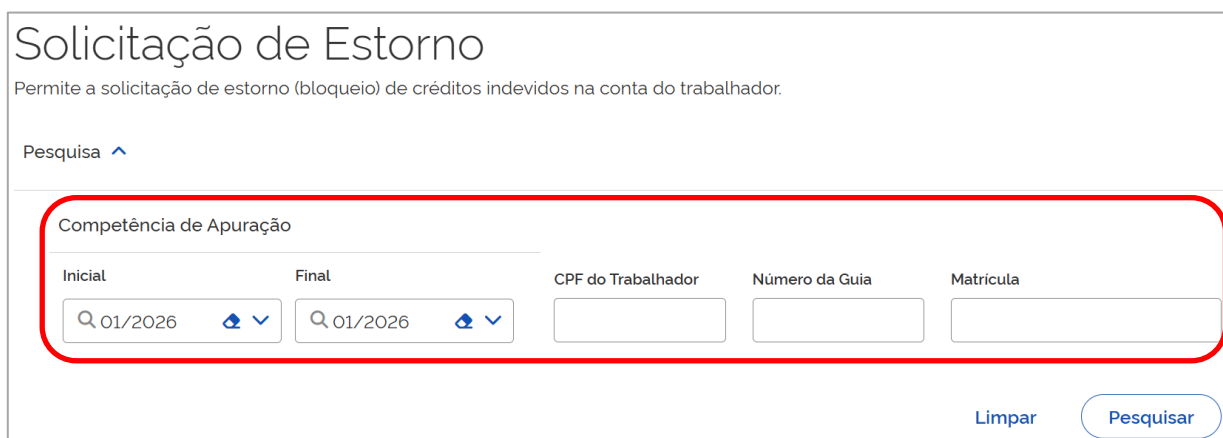 Solicitação de Estorno
Permite a solicitação de estorno (bloqueio) de créditos indevidos na conta do trabalhador.
Pesquisa
Competência de Apuração
Inicial Final CPF do Trabalhador Número da Guia Matrícula
01/2026 01/2026
Limpar Pesquisar